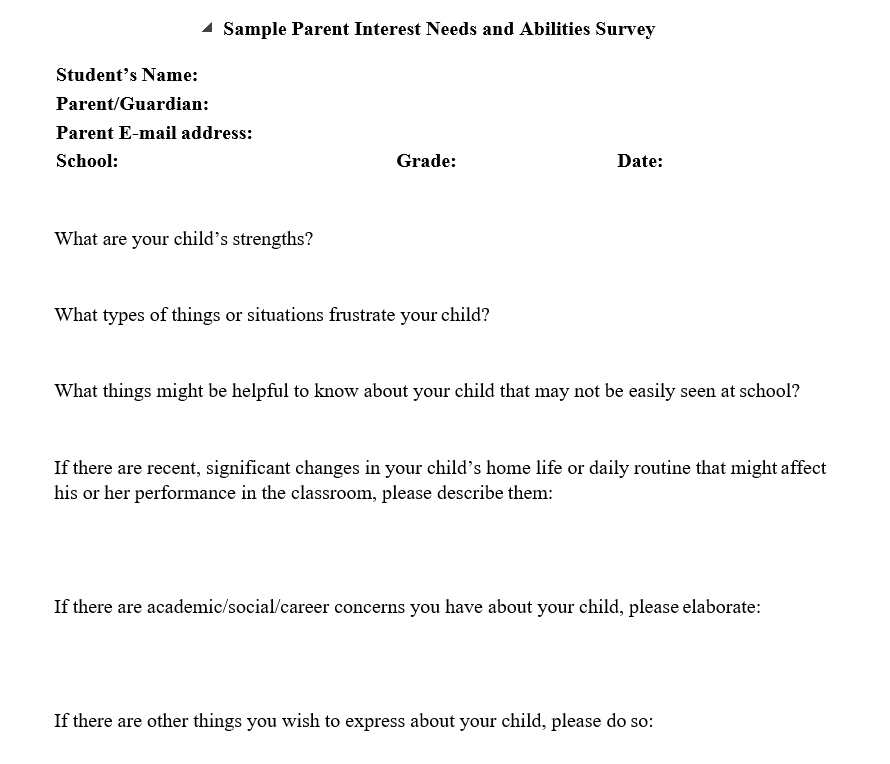 Sample Parent Interest Needs and Abilities Survey
Student’s Name:
Parent/Guardian:
Parent E-mail address:
School: Grade: Date:
What are your child’s strengths?
What types of things or situations frustrate your child?
What things might be helpful to know about your child that may not be easily seen at school?
If there are recent, significant changes in your child’s home life or daily routine that might affect
his or her performance in the classroom, please describe them:
If there are academic/social/career concerns you have about your child, please elaborate:
If there are other things you wish to express about your child, please do so: